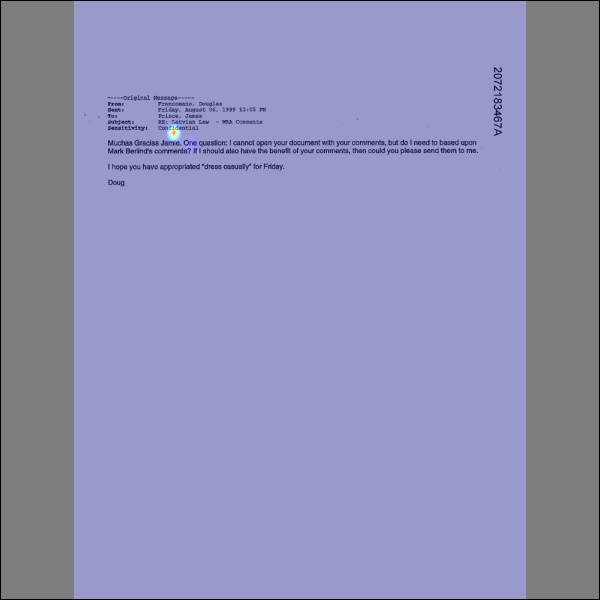 -----Original Message-----
From: Francomano, Douglas
Sent: Friday, August 06, 1999 12:05 PM
To: Prince, James
Subject: RE: Latvian Law - WRA Comments
Sensitivity: Confidential
Muchas Gracias Jamie. One question: I cannot open your document with your comments, but do I need to based upon
Mark Berlind's comments? If I should also have the benefit of your comments, then could you please send them to me.
I hope you have appropriated "dress casually" for Friday.
Doug
2072183467A